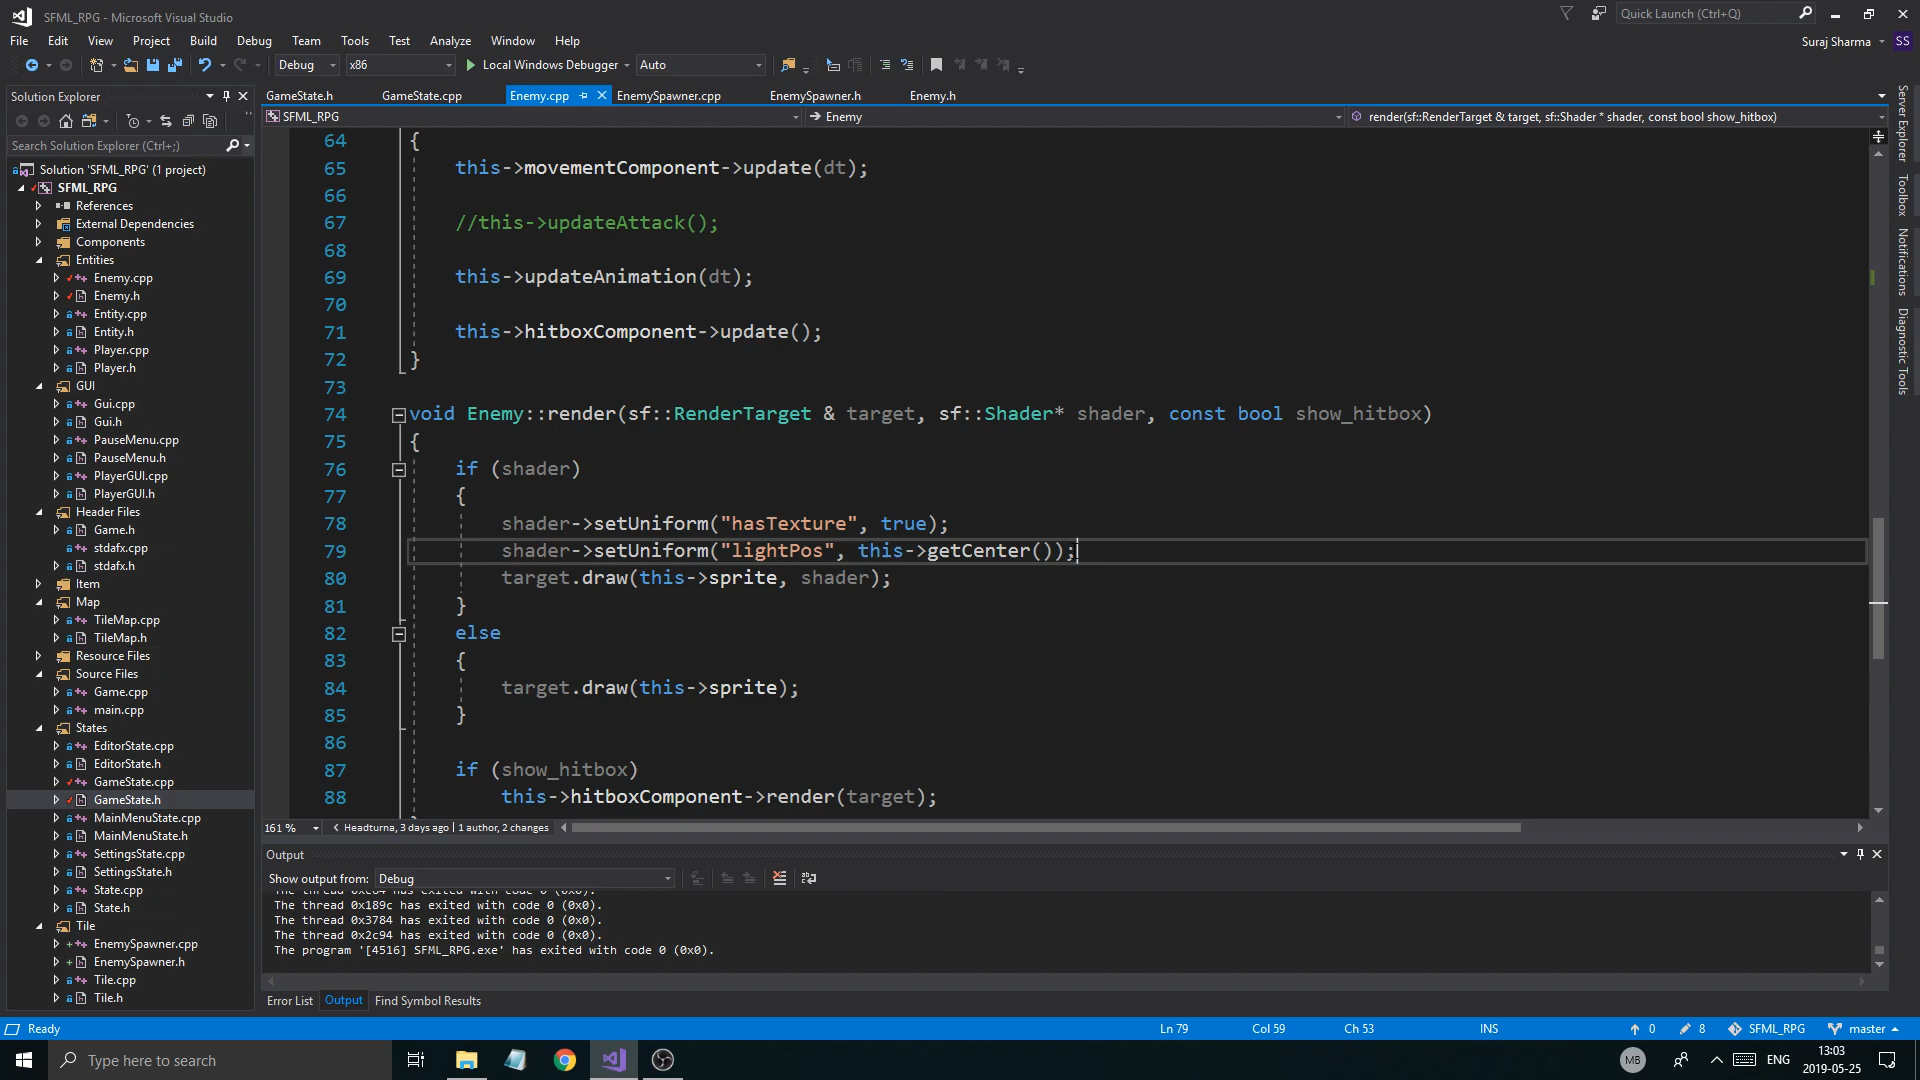 SFML_RPG - Microsoft Visual Studio
Quick Launch (Ctrl+Q)
File Edit View Project Build Debug Team Tools Test Analyze Window Help
Suraj Sharma SS
Debug x86 Local Windows Debugger Auto
Solution Explorer
GameState.h GameState.cpp Enemy.cpp EnemySpawner.cpp EnemySpawner.h Enemy.h
SFML_RPG Enemy render(sf::RenderTarget & target, sf::Shader * shader, const bool show_hitbox)
Search Solution Explorer (Ctrl+;)
Solution 'SFML_RPG' (1 project)
SFML_RPG
References
External Dependencies
Components
Entities
Enemy.cpp
Enemy.h
Entity.cpp
Entity.h
Player.cpp
Player.h
GUI
Gui.cpp
Gui.h
PauseMenu.cpp
PauseMenu.h
PlayerGUI.cpp
PlayerGUI.h
Header Files
Game.h
stdafx.cpp
stdafx.h
Item
Map
TileMap.cpp
TileMap.h
Resource Files
Source Files
Game.cpp
main.cpp
States
EditorState.cpp
EditorState.h
GameState.cpp
GameState.h
MainMenuState.cpp
MainMenuState.h
SettingsState.cpp
SettingsState.h
State.cpp
State.h
Tile
EnemySpawner.cpp
EnemySpawner.h
Tile.cpp
Tile.h
64 {
65 this->movementComponent->update(dt);
66
67 //this->updateAttack();
68
69 this->updateAnimation(dt);
70
71 this->hitboxComponent->update();
72 }
73
74 void Enemy::render(sf::RenderTarget & target, sf::Shader* shader, const bool show_hitbox)
75 {
76 if (shader)
77 {
78 shader->setUniform("hasTexture", true);
79 shader->setUniform("lightPos", this->getCenter());
80 target.draw(this->sprite, shader);
81 }
82 else
83 {
84 target.draw(this->sprite);
85 }
86
87 if (show_hitbox)
88 this->hitboxComponent->render(target);
161 % Headturna, 3 days ago | 1 author, 2 changes
Server Explorer
Toolbox
Notifications
Diagnostic Tools
Output
Show output from: Debug
The thread 0x189c has exited with code 0 (0x0).
The thread 0x3784 has exited with code 0 (0x0).
The thread 0x2c94 has exited with code 0 (0x0).
The program '[4516] SFML_RPG.exe' has exited with code 0 (0x0).
Error List Output Find Symbol Results
Ready Ln 79 Col 59 Ch 53 INS 0 8 SFML_RPG master
Type here to search
MB ENG 13:03
2019-05-25